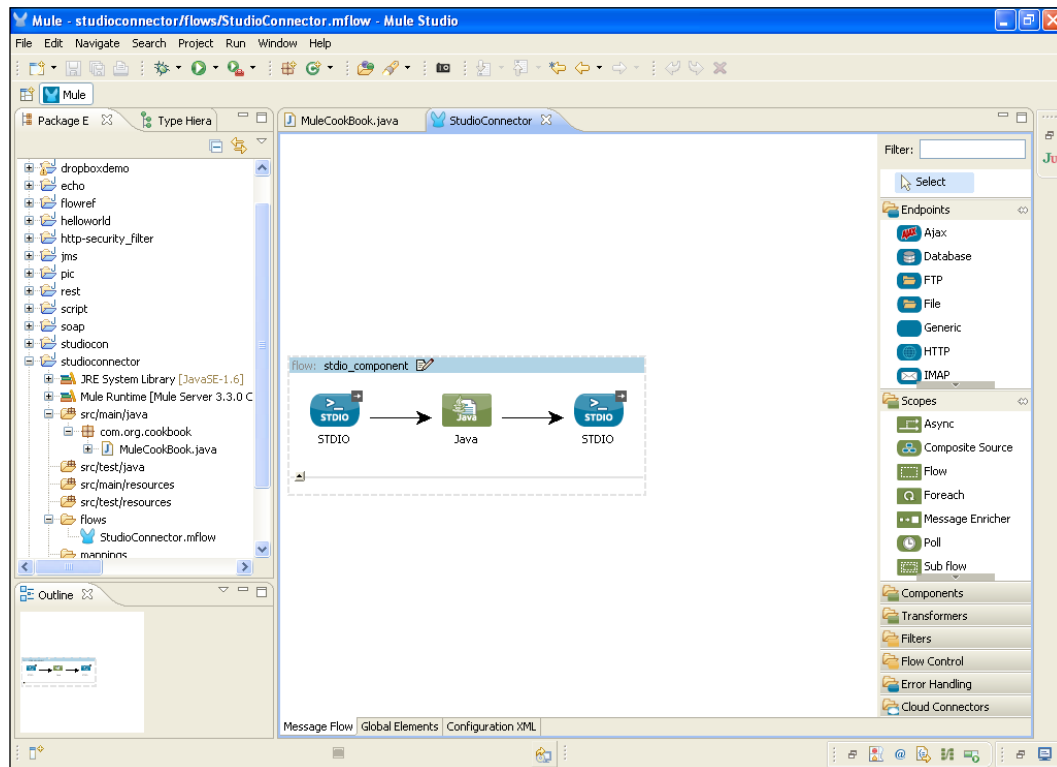 Mule - studioconnector/flows/StudioConnector.mflow - Mule Studio
File Edit Navigate Search Project Run Window Help
Mule
Package E
Type Hiera
dropboxdemo
echo
flowref
helloworld
http-security_filter
jms
pic
rest
script
soap
studiocon
studioconnector
JRE System Library [JavaSE-1.6]
Mule Runtime [Mule Server 3.3.0 C
src/main/java
com.org.cookbook
MuleCookBook.java
src/test/java
src/main/resources
src/test/resources
flows
StudioConnector.mflow
mappings
Outline
MuleCookBook.java
StudioConnector
flow: stdio_component
STDIO
STDIO
Java
Java
STDIO
STDIO
Message Flow Global Elements Configuration XML
Filter:
Select
Endpoints
Ajax
Database
FTP
File
Generic
HTTP
IMAP
Scopes
Async
Composite Source
Flow
Foreach
Message Enricher
Poll
Sub flow
Components
Transformers
Filters
Flow Control
Error Handling
Cloud Connectors
Ju